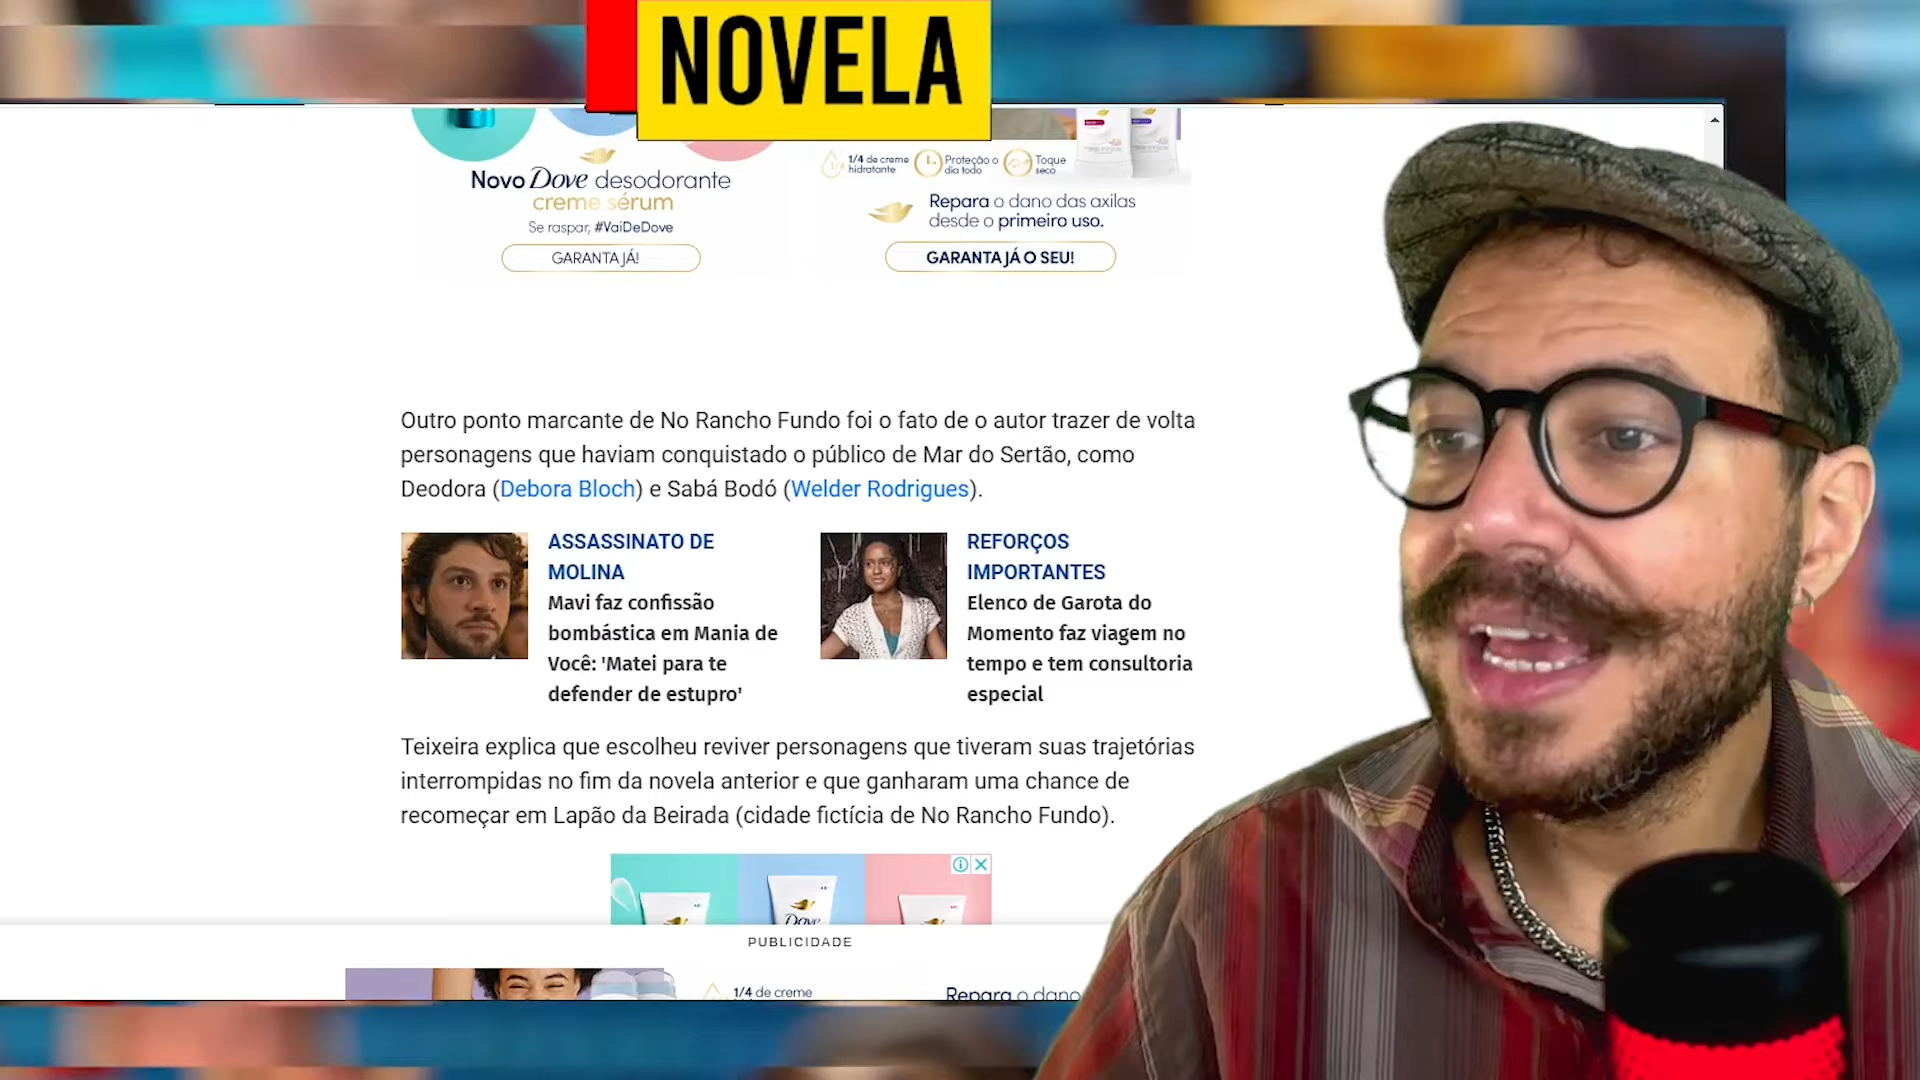 NOVELA
Novo Dove desodorante
creme sérum
Se raspar, #VaiDeDove
GARANTA JÁ!
1/4 de creme
hidratante
Proteção o
dia todo
Toque
seco
Repara o dano das axilas
desde o primeiro uso.
GARANTA JÁ O SEU!
Outro ponto marcante de No Rancho Fundo foi o fato de o autor trazer de volta
personagens que haviam conquistado o público de Mar do Sertão, como
Deodora (Debora Bloch) e Sabá Bodó (Welder Rodrigues).
ASSASSINATO DE
MOLINA
Mavi faz confissão
bombástica em Mania de
Você: 'Matei para te
defender de estupro'
REFORÇOS
IMPORTANTES
Elenco de Garota do
Momento faz viagem no
tempo e tem consultoria
especial
Teixeira explica que escolheu reviver personagens que tiveram suas trajetórias
interrompidas no fim da novela anterior e que ganharam uma chance de
recomeçar em Lapão da Beirada (cidade fictícia de No Rancho Fundo).
Dove
PUBLICIDADE
1/4 de creme
Repara o dano